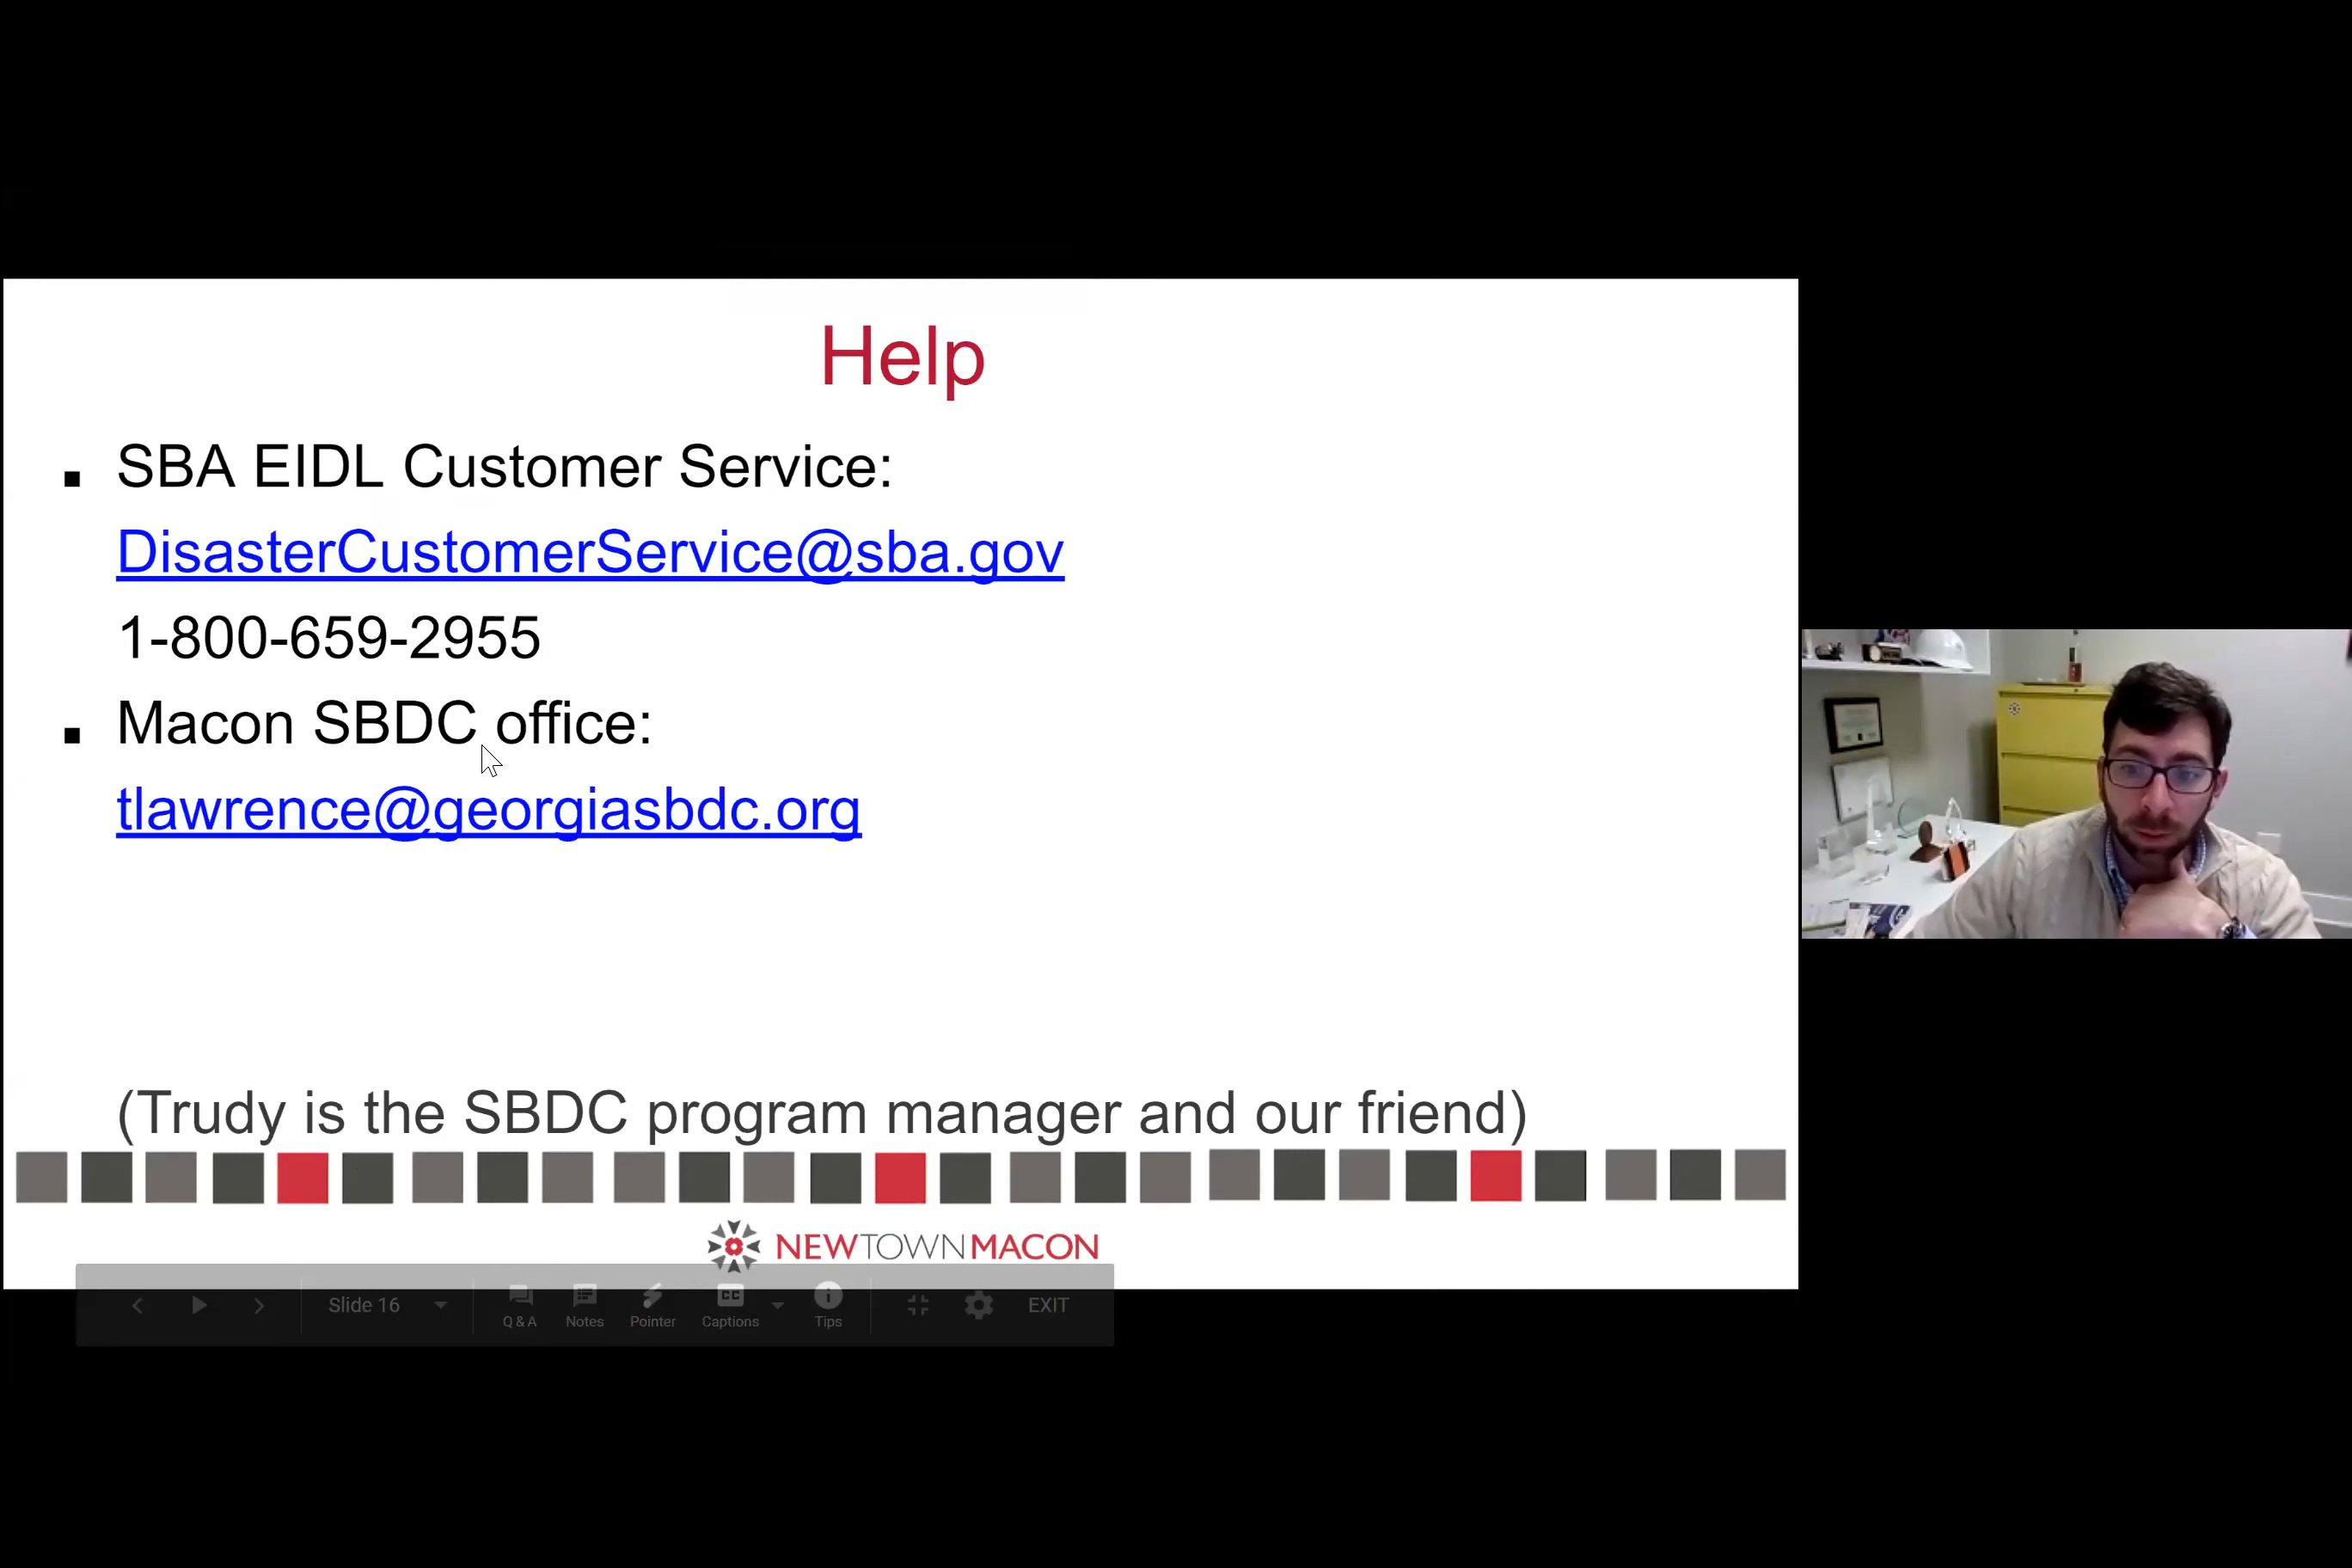 Help
SBA EIDL Customer Service:
DisasterCustomerService@sba.gov
1-800-659-2955
Macon SBDC office:
tlawrence@georgiasbdc.org
(Trudy is the SBDC program manager and our friend)
NEWTOWNMACON
Slide 16
Q & A
Notes
Pointer
CC
Captions
Tips
EXIT